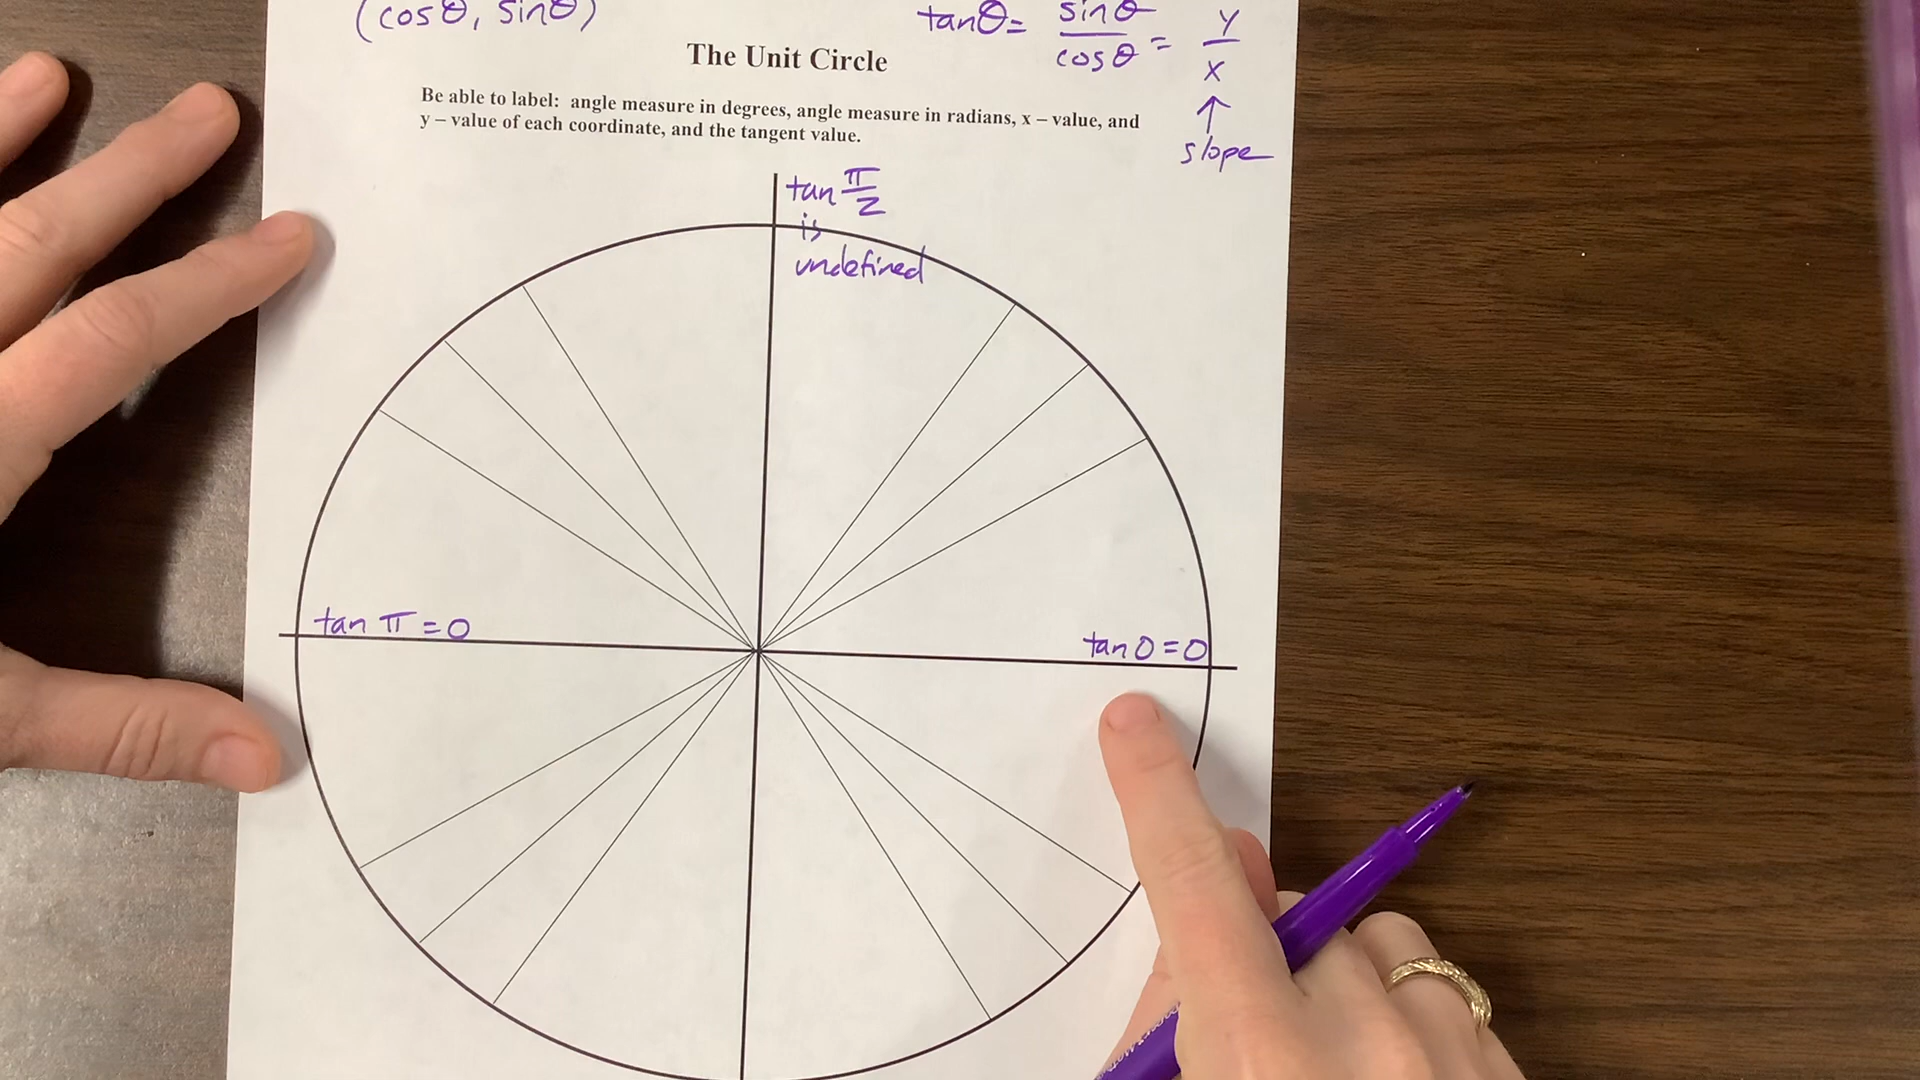 (cosθ, sinθ)
tanθ = sinθ/cosθ = y/x
↑
slope
The Unit Circle
Be able to label: angle measure in degrees, angle measure in radians, x – value, and
y – value of each coordinate, and the tangent value.
tan π/2
is
undefined
tan π = 0
tan 0 = 0